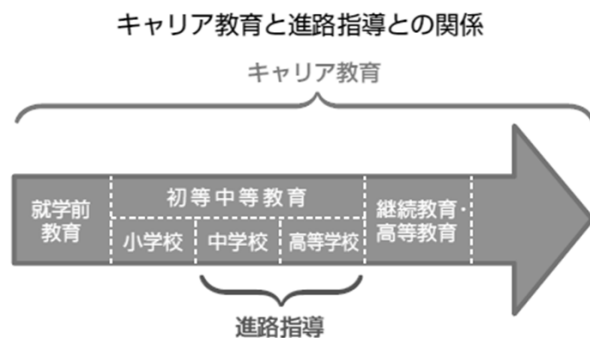 キャリア教育と進路指導との関係
キャリア教育
就学前
教育
初等中等教育
小学校
中学校
高等学校
継続教育・
高等教育
進路指導